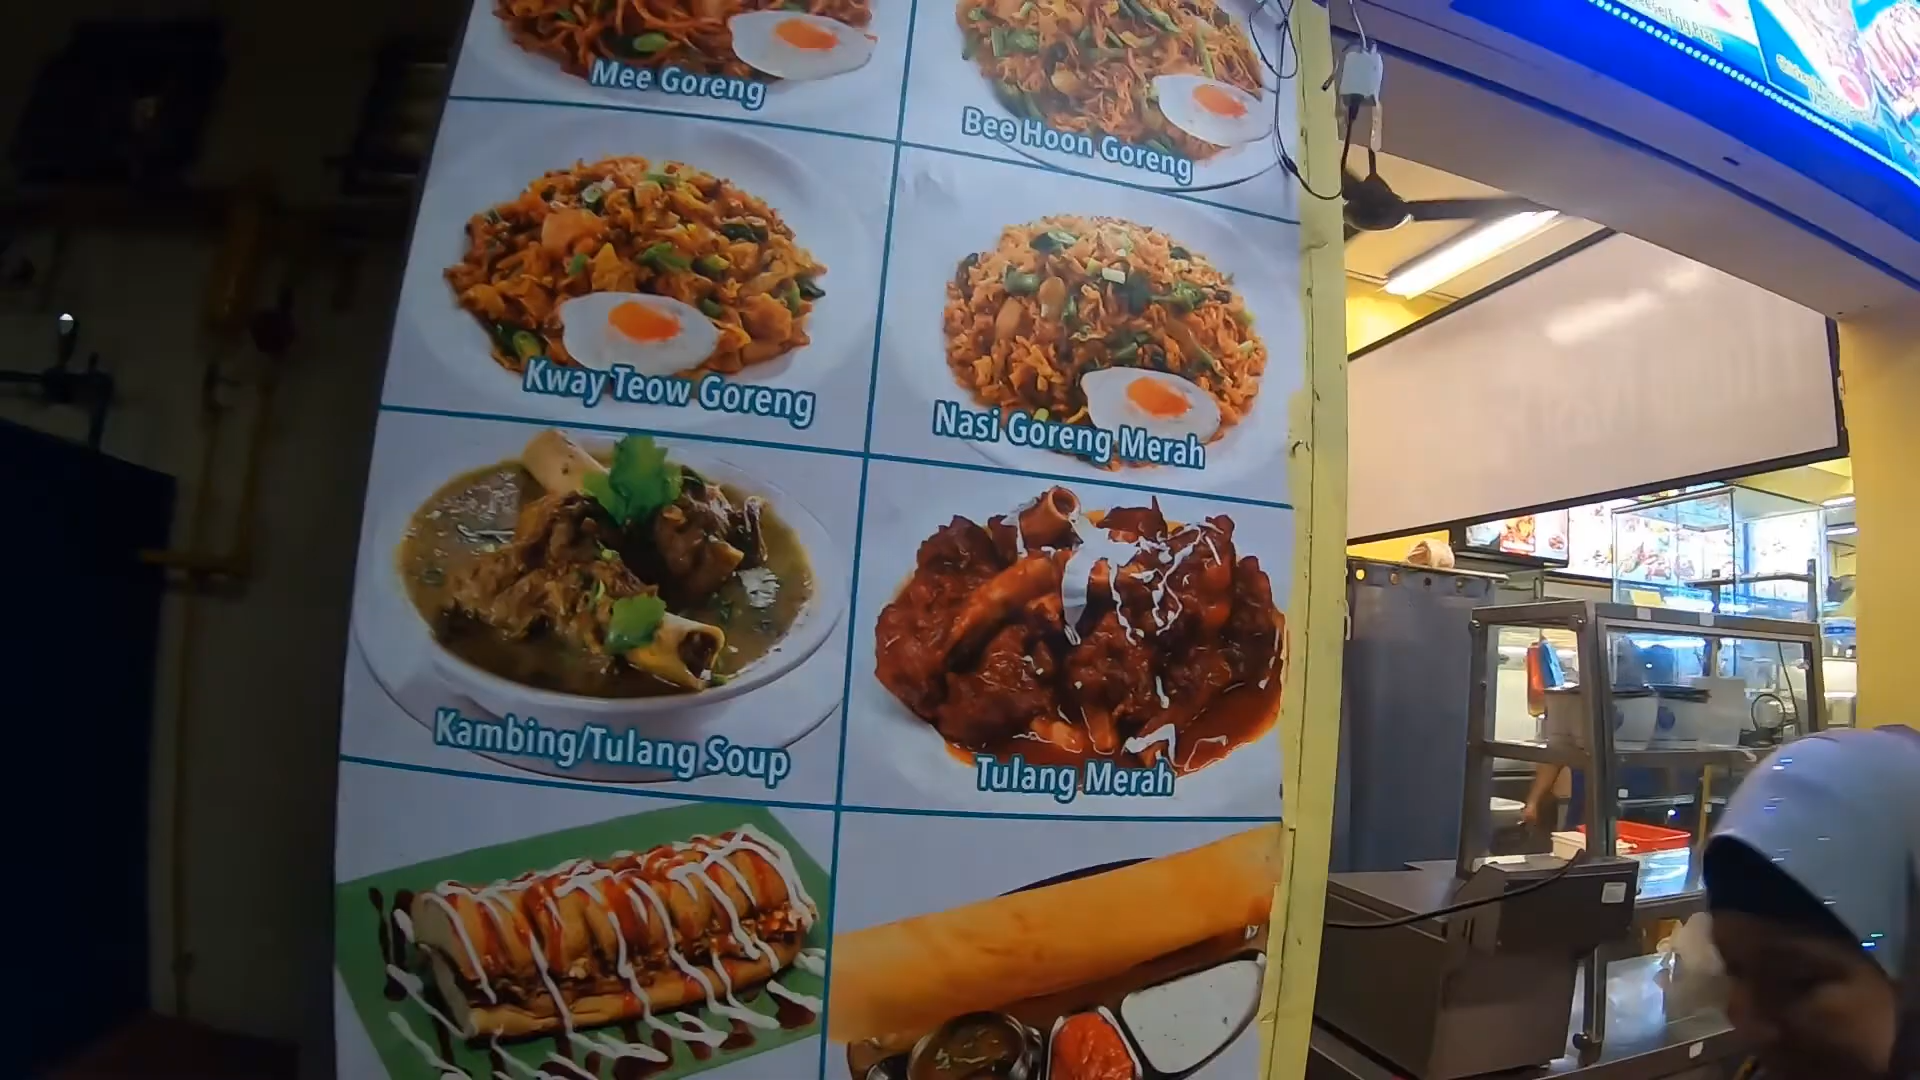 Mee Goreng
Bee Hoon Goreng
Kway Teow Goreng
Nasi Goreng Merah
Kambing/Tulang Soup
Tulang Merah